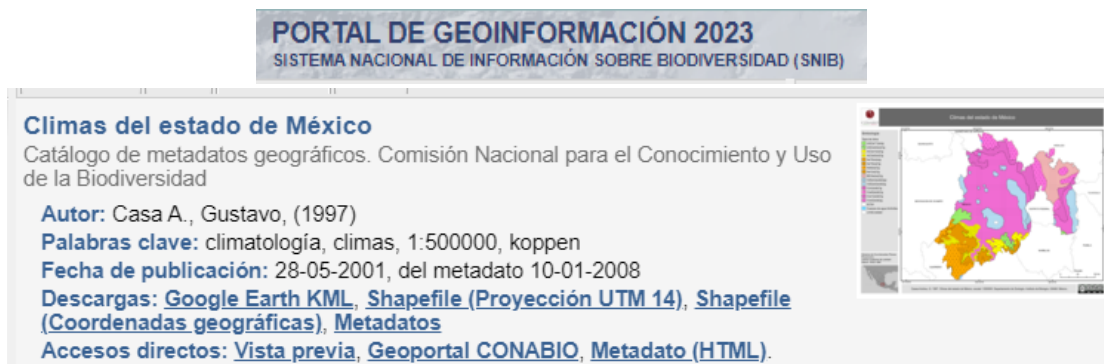 PORTAL DE GEOINFORMACIÓN 2023
SISTEMA NACIONAL DE INFORMACIÓN SOBRE BIODIVERSIDAD (SNIB)
Climas del estado de México
Catálogo de metadatos geográficos. Comisión Nacional para el Conocimiento y Uso
de la Biodiversidad
Autor: Casa A., Gustavo, (1997)
Palabras clave: climatología, climas, 1:500000, koppen
Fecha de publicación: 28-05-2001, del metadato 10-01-2008
Descargas: Google Earth KML, Shapefile (Proyección UTM 14), Shapefile
(Coordenadas geográficas), Metadatos
Accesos directos: Vista previa, Geoportal CONABIO, Metadato (HTML).
Climas del estado de México